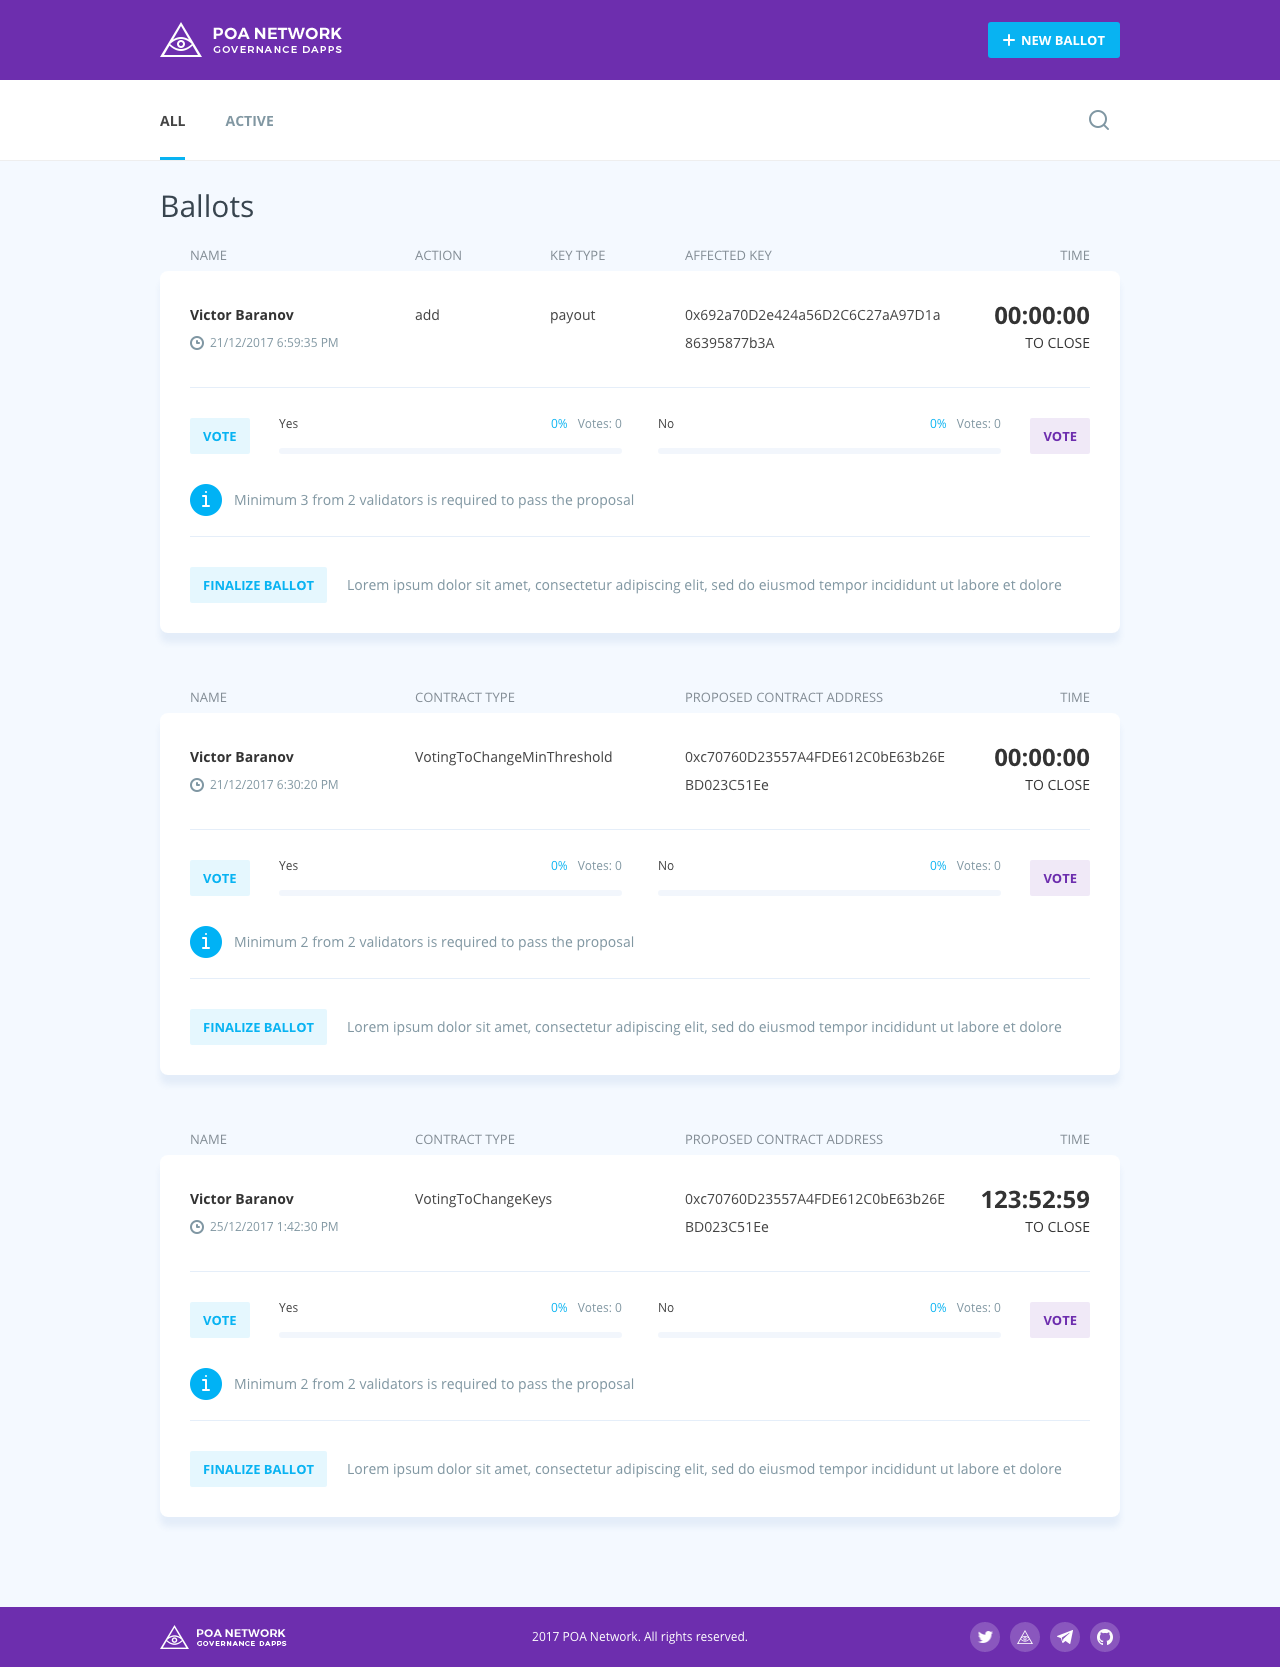 POA NETWORK
GOVERNANCE DAPPS
NEW BALLOT
ALL ACTIVE
Ballots
NAME ACTION KEY TYPE AFFECTED KEY TIME
Victor Baranov add payout 0x692a70D2e424a56D2C6C27aA97D1a 00:00:00
21/12/2017 6:59:35 PM 86395877b3A TO CLOSE
VOTE Yes 0% Votes: 0 No 0% Votes: 0 VOTE
i Minimum 3 from 2 validators is required to pass the proposal
FINALIZE BALLOT Lorem ipsum dolor sit amet, consectetur adipiscing elit, sed do eiusmod tempor incididunt ut labore et dolore
NAME CONTRACT TYPE PROPOSED CONTRACT ADDRESS TIME
Victor Baranov VotingToChangeMinThreshold 0xc70760D23557A4FDE612C0bE63b26E 00:00:00
21/12/2017 6:30:20 PM BD023C51Ee TO CLOSE
VOTE Yes 0% Votes: 0 No 0% Votes: 0 VOTE
i Minimum 2 from 2 validators is required to pass the proposal
FINALIZE BALLOT Lorem ipsum dolor sit amet, consectetur adipiscing elit, sed do eiusmod tempor incididunt ut labore et dolore
NAME CONTRACT TYPE PROPOSED CONTRACT ADDRESS TIME
Victor Baranov VotingToChangeKeys 0xc70760D23557A4FDE612C0bE63b26E 123:52:59
25/12/2017 1:42:30 PM BD023C51Ee TO CLOSE
VOTE Yes 0% Votes: 0 No 0% Votes: 0 VOTE
i Minimum 2 from 2 validators is required to pass the proposal
FINALIZE BALLOT Lorem ipsum dolor sit amet, consectetur adipiscing elit, sed do eiusmod tempor incididunt ut labore et dolore
POA NETWORK
GOVERNANCE DAPPS
2017 POA Network. All rights reserved.